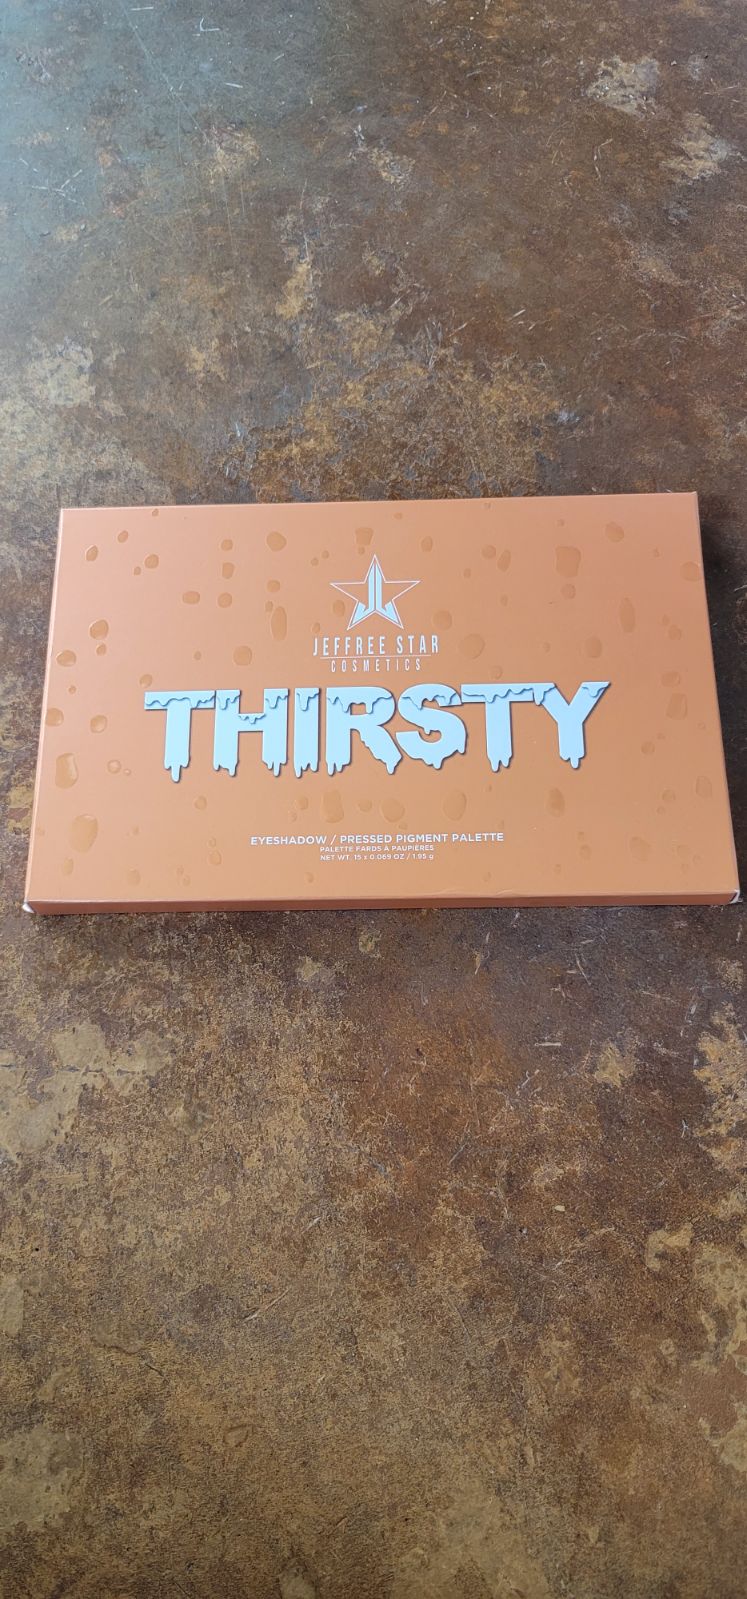 JEFFREE STAR
COSMETICS
THIRSTY
EYESHADOW / PRESSED PIGMENT PALETTE
PALETTE FARDS À PAUPIÈRES
NET WT. 15 x 0.069 OZ / 1.95 g